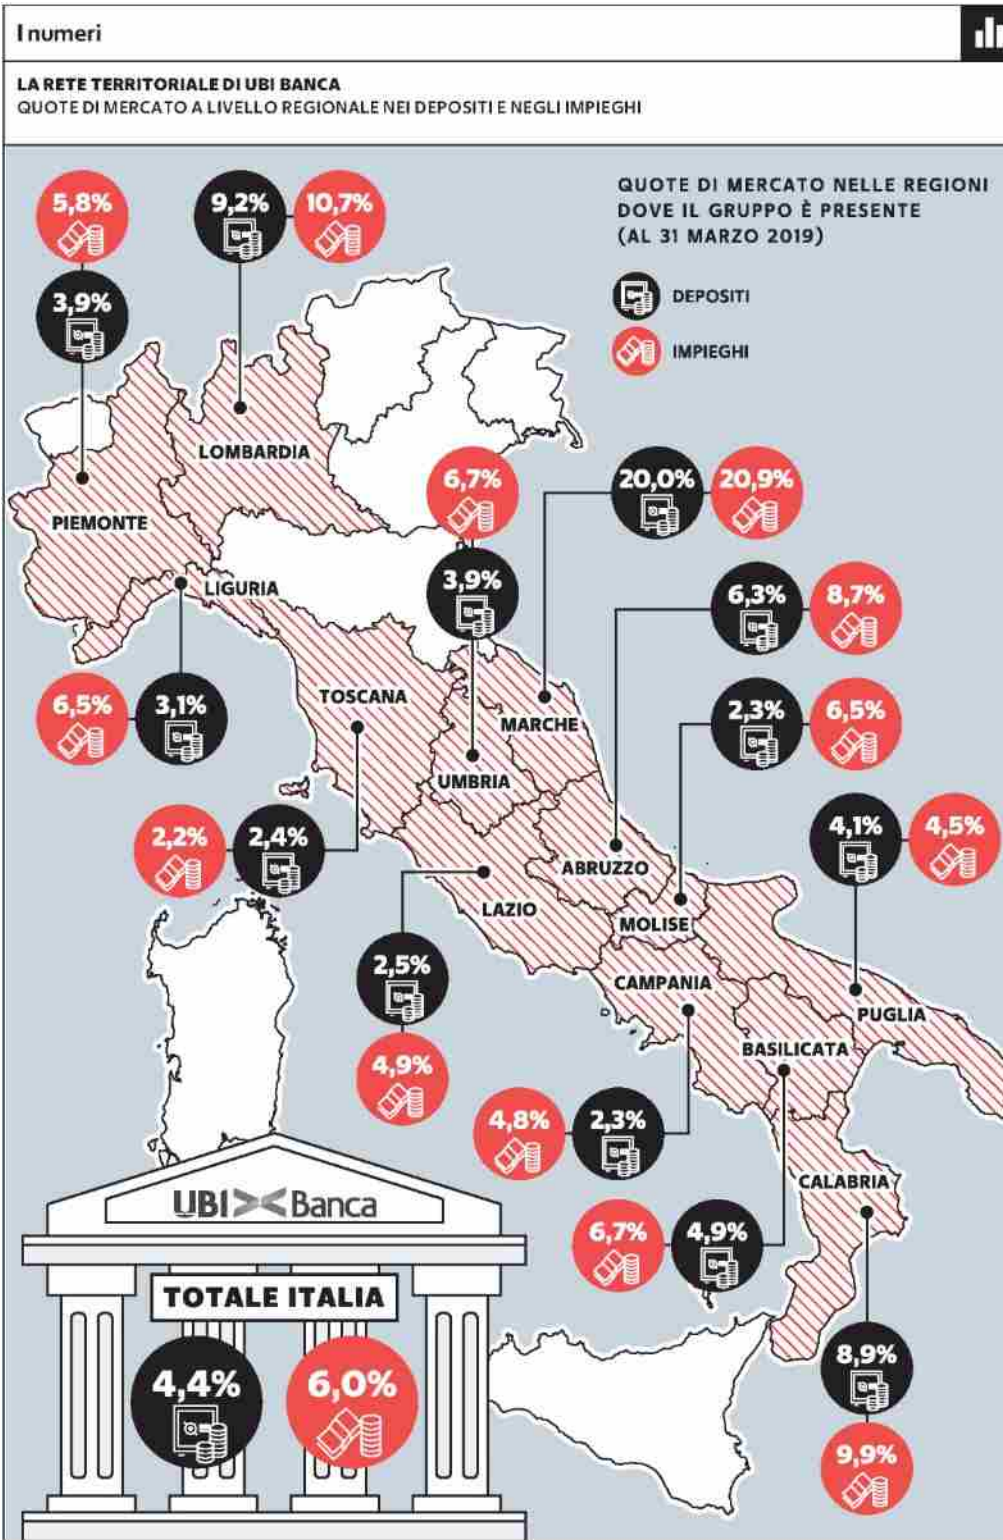 I numeri
LA RETE TERRITORIALE DI UBI BANCA
QUOTE DI MERCATO A LIVELLO REGIONALE NEI DEPOSITI E NEGLI IMPIEGHI
QUOTE DI MERCATO NELLE REGIONI
DOVE IL GRUPPO È PRESENTE
(AL 31 MARZO 2019)
DEPOSITI
IMPIEGHI
5,8%
3,9%
PIEMONTE
9,2%
10,7%
LOMBARDIA
LIGURIA
6,5%
3,1%
6,7%
3,9%
UMBRIA
20,0%
20,9%
MARCHE
6,3%
8,7%
ABRUZZO
2,3%
6,5%
MOLISE
TOSCANA
2,2%
2,4%
LAZIO
2,5%
4,9%
4,1%
4,5%
PUGLIA
CAMPANIA
4,8%
2,3%
BASILICATA
6,7%
4,9%
CALABRIA
8,9%
9,9%
UBI Banca
TOTALE ITALIA
4,4%
6,0%